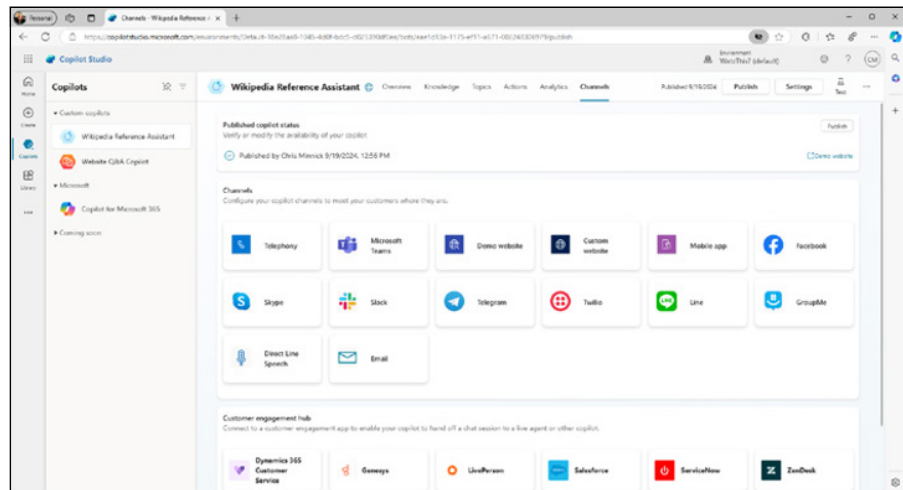 Personal
Channels - Wikipedia Reference A
Copilot Studio
Environment
WatzThis? (default)
CM
Home
Create
Copilots
Library
Copilots
Custom copilots
Wikipedia Reference Assistant
Website Q&A Copilot
Microsoft
Copilot for Microsoft 365
Coming soon
Wikipedia Reference Assistant Overview Knowledge Topics Actions Analytics Channels
Published 9/19/2024 Publish Settings Test
Published copilot status
Verify or modify the availability of your copilot
Publish
Published by Chris Minnick 9/19/2024, 12:56 PM
Demo website
Channels
Configure your copilot channels to meet your customers where they are.
Telephony
Microsoft
Teams
Demo website
Custom
website
Mobile app
Facebook
Skype
Slack
Telegram
Twilio
Line
GroupMe
Direct Line
Speech
Email
Customer engagement hub
Connect to a customer engagement app to enable your copilot to hand off a chat session to a live agent or other copilot.
Dynamics 365
Customer
Service
Genesys
LivePerson
Salesforce
ServiceNow
ZenDesk